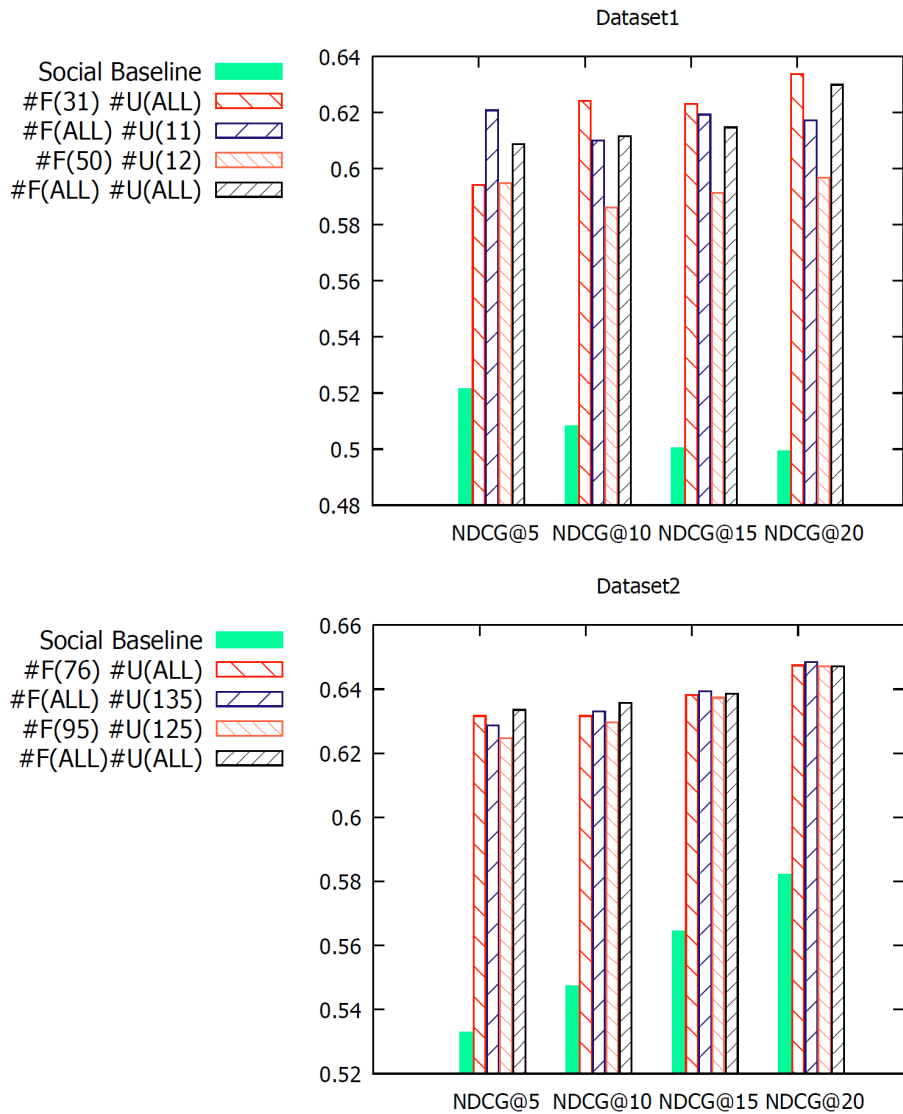 Dataset1
Social Baseline
#F(31) #U(ALL)
#F(ALL) #U(11)
#F(50) #U(12)
#F(ALL) #U(ALL)
0.64
0.62
0.6
0.58
0.56
0.54
0.52
0.5
0.48
NDCG@5 NDCG@10 NDCG@15 NDCG@20
Dataset2
Social Baseline
#F(76) #U(ALL)
#F(ALL) #U(135)
#F(95) #U(125)
#F(ALL)#U(ALL)
0.66
0.64
0.62
0.6
0.58
0.56
0.54
0.52
NDCG@5 NDCG@10 NDCG@15 NDCG@20